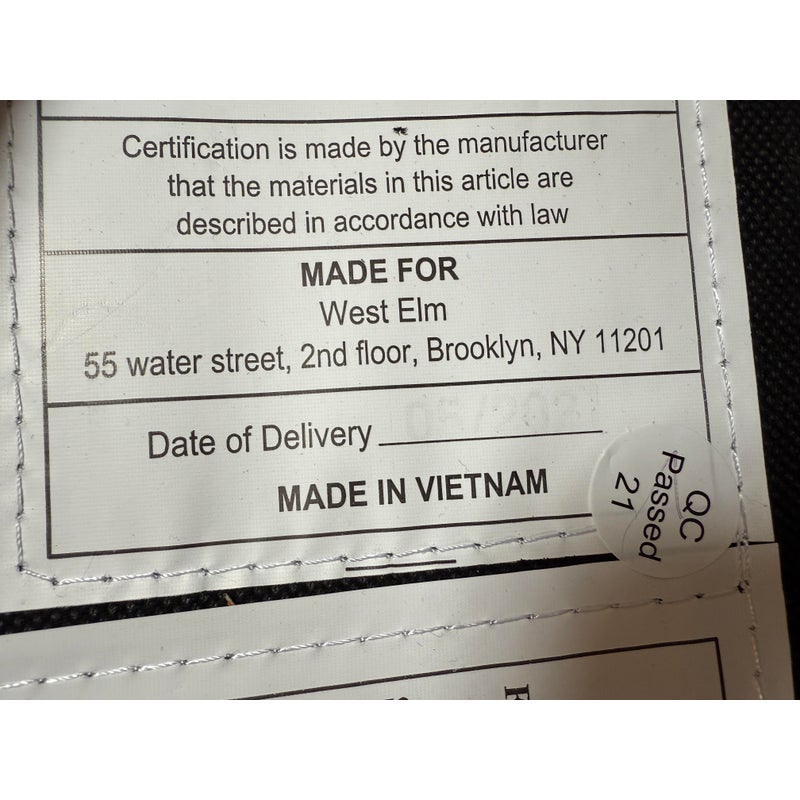 Certification is made by the manufacturer
that the materials in this article are
described in accordance with law
MADE FOR
West Elm
55 water street, 2nd floor, Brooklyn, NY 11201
Date of Delivery
MADE IN VIETNAM
QC
Passed
21